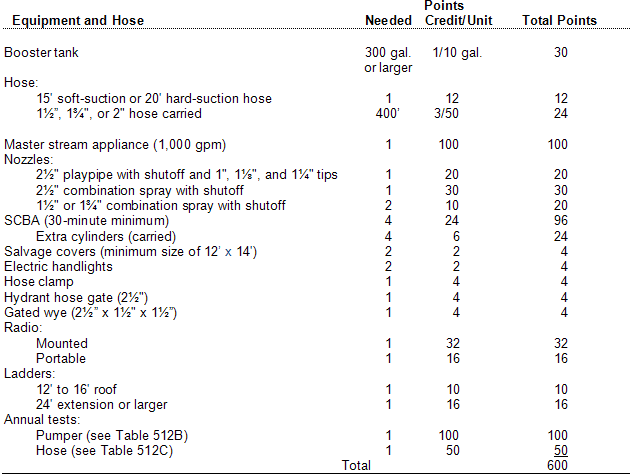 Points
Equipment and Hose Needed Credit/Unit Total Points
Booster tank 300 gal. 1/10 gal. 30
or larger
Hose:
15' soft-suction or 20' hard-suction hose 1 12 12
1½", 1¾", or 2" hose carried 400' 3/50 24
Master stream appliance (1,000 gpm) 1 100 100
Nozzles:
2½" playpipe with shutoff and 1", 1⅛", and 1¼" tips 1 20 20
2½" combination spray with shutoff 1 30 30
1½" or 1¾" combination spray with shutoff 2 10 20
SCBA (30-minute minimum) 4 24 96
Extra cylinders (carried) 4 6 24
Salvage covers (minimum size of 12' x 14') 2 2 4
Electric handlights 2 2 4
Hose clamp 1 4 4
Hydrant hose gate (2½") 1 4 4
Gated wye (2½" x 1½" x 1½") 1 4 4
Radio:
Mounted 1 32 32
Portable 1 16 16
Ladders:
12' to 16' roof 1 10 10
24' extension or larger 1 16 16
Annual tests:
Pumper (see Table 512B) 1 100 100
Hose (see Table 512C) 1 50 50
Total 600